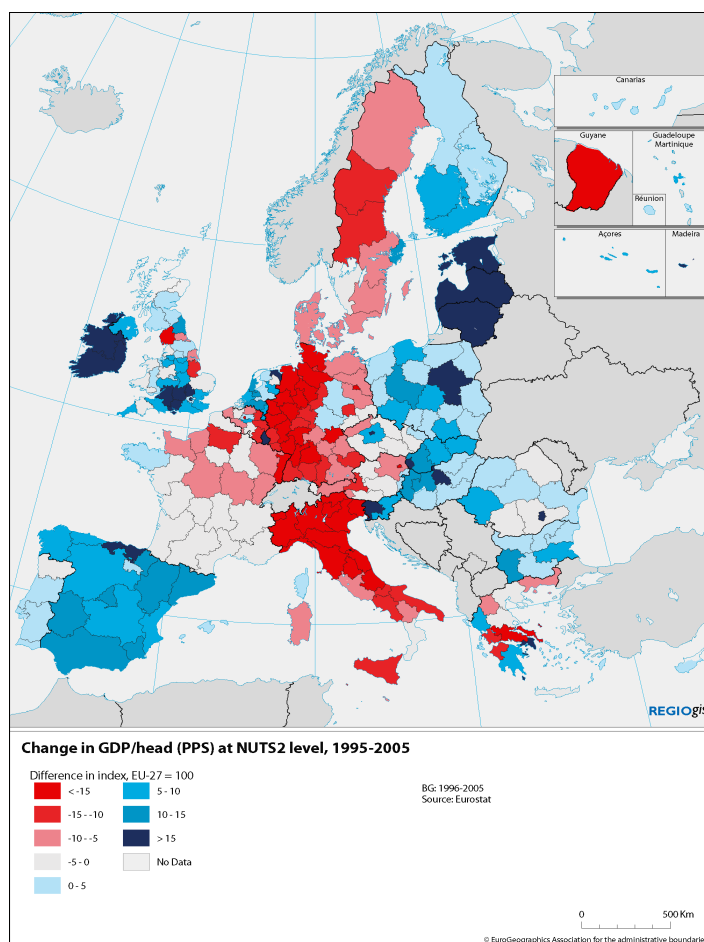 Canarias
Guyane
Guadeloupe
Martinique
Réunion
Açores
Madeira
REGIOgis
Change in GDP/head (PPS) at NUTS2 level, 1995-2005
Difference in index, EU-27 = 100
< -15
-15 - -10
-10 - -5
-5 - 0
0 - 5
5 - 10
10 - 15
> 15
No Data
BG: 1996-2005
Source: Eurostat
0 500 Km
© EuroGeographics Association for the administrative boundaries